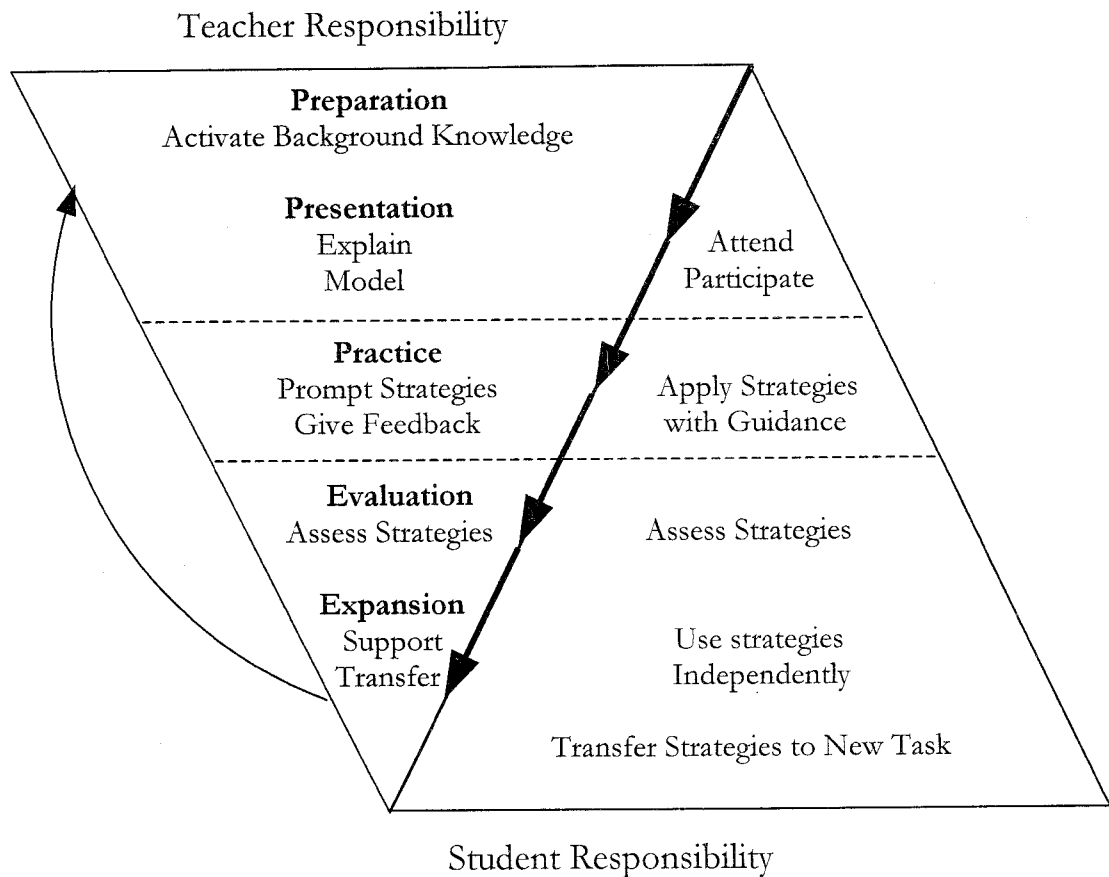 Teacher Responsibility
Preparation
Activate Background Knowledge
Presentation
Explain
Model
Attend
Participate
Practice
Prompt Strategies
Give Feedback
Apply Strategies
with Guidance
Evaluation
Assess Strategies
Assess Strategies
Expansion
Support
Transfer
Use strategies
Independently
Transfer Strategies to New Task
Student Responsibility